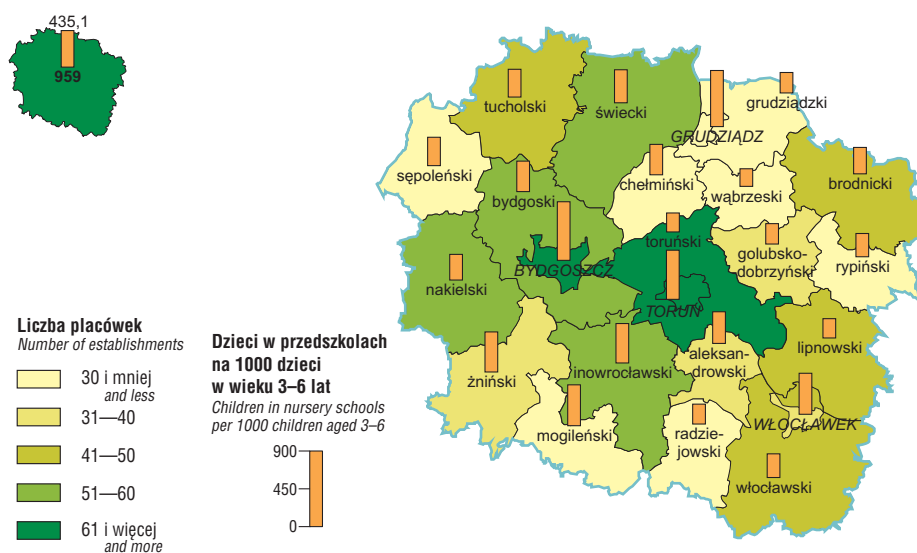 435,1
959
tucholski
świecki
grudziądzki
GRUDZIĄDZ
sępoleński
chełmiński
wąbrzeski
brodnicki
bydgoski
toruński
golubsko-
dobrzyński
rypiński
BYDGOSZCZ
nakielski
TORUŃ
lipnowski
aleksan-
drowski
inowrocławski
żniński
WŁOCŁAWEK
mogileński
radzie-
jowski
włocławski
Liczba placówek
Number of establishments
30 i mniej
and less
31—40
41—50
51—60
61 i więcej
and more
Dzieci w przedszkolach
na 1000 dzieci
w wieku 3–6 lat
Children in nursery schools
per 1000 children aged 3–6
900
450
0